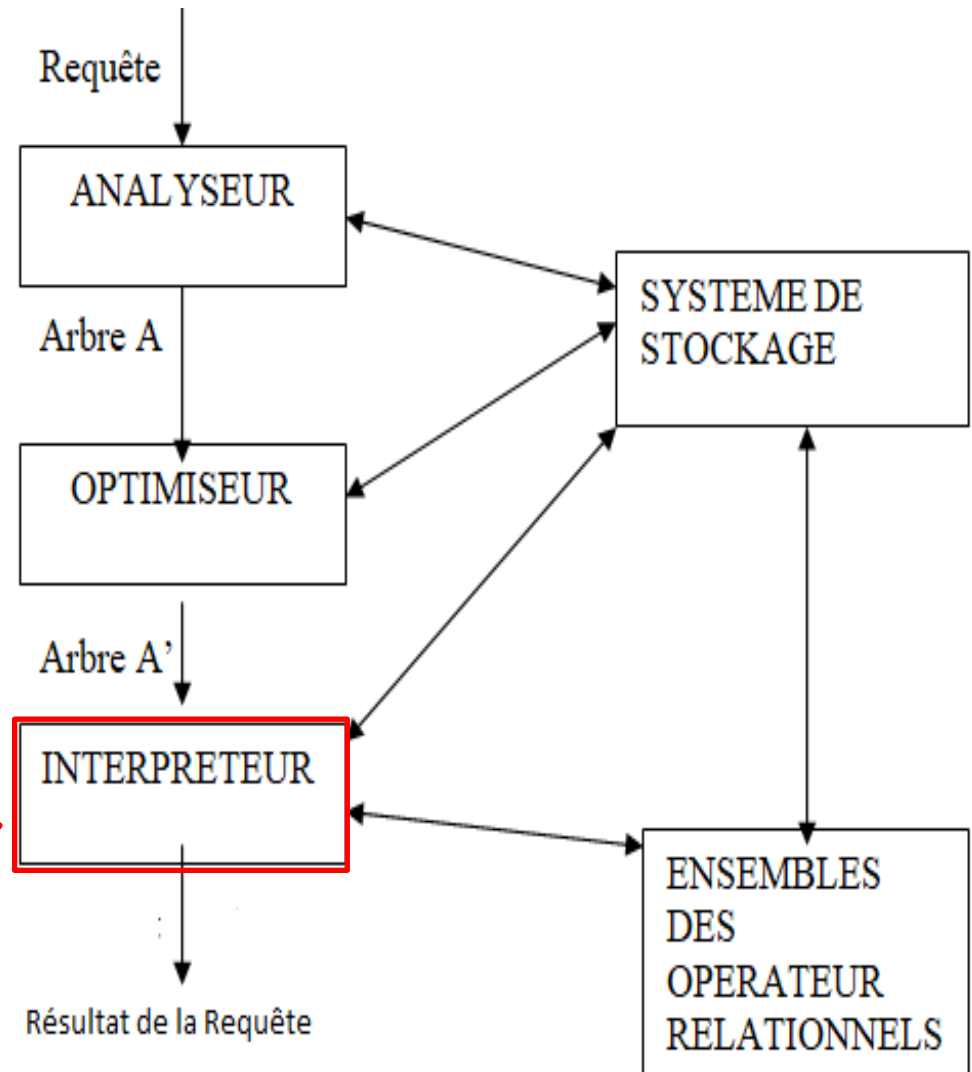 Requête
ANALYSEUR
SYSTEME DE
STOCKAGE
Arbre A
OPTIMISEUR
Arbre A’
INTERPRETEUR
ENSEMBLES
DES
OPERATEUR
RELATIONNELS
Résultat de la Requête